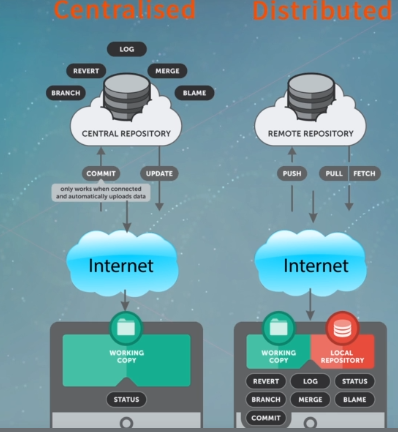 Centralised
LOG
REVERT
MERGE
BRANCH
BLAME
CENTRAL REPOSITORY
COMMIT
UPDATE
only works when connected
and automatically uploads data
Internet
WORKING
COPY
STATUS
Distributed
REMOTE REPOSITORY
PUSH
PULL
FETCH
Internet
WORKING
COPY
LOCAL
REPOSITORY
REVERT
LOG
STATUS
BRANCH
MERGE
BLAME
COMMIT